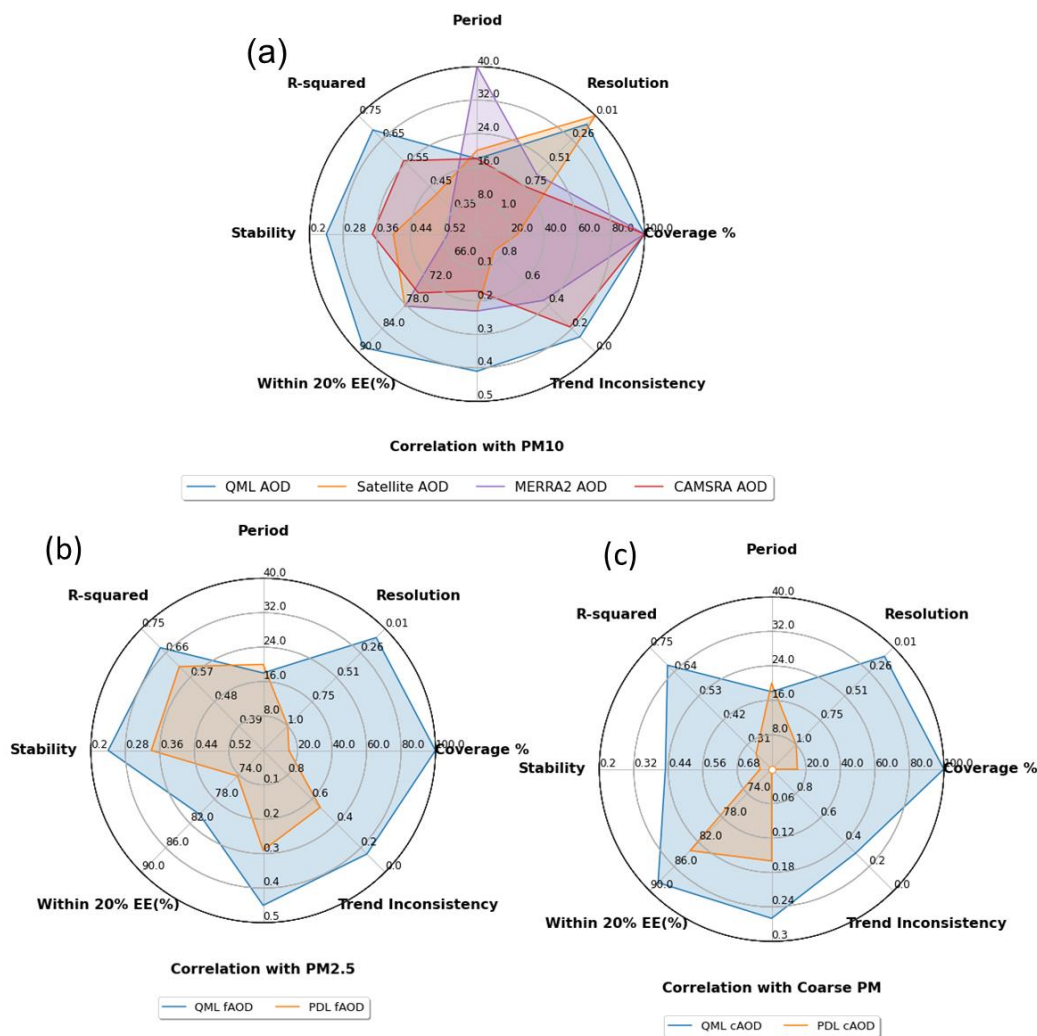 (a)
Period
40.0
R-squared
Resolution
0.75
0.01
32.0
0.65
0.26
24.0
0.55
0.51
16.0
0.45
0.75
8.0
0.35
1.0
Stability
0.2 0.28 0.36 0.44 0.52 20.0 40.0 60.0 80.0 100.0
Coverage %
66.0 0.8
0.1
72.0 0.6
0.2
78.0 0.4
84.0 0.3 0.2
90.0 0.4 0.0
Within 20% EE(%)
Trend Inconsistency
0.5
Correlation with PM10
QML AOD Satellite AOD MERRA2 AOD CAMSRA AOD
(b)
Period
40.0
R-squared
Resolution
0.75
0.01
32.0
0.66
0.26
24.0
0.57
0.51
16.0
0.48
0.75
8.0
0.39
1.0
Stability
0.2 0.28 0.36 0.44 0.52 20.0 40.0 60.0 80.0 100.0
Coverage %
74.0 0.8
0.1
78.0 0.6
0.2
82.0 0.4
86.0 0.3 0.2
90.0 0.4 0.0
Within 20% EE(%)
Trend Inconsistency
0.5
Correlation with PM2.5
QML fAOD PDL fAOD
(c)
Period
40.0
R-squared
Resolution
0.75
0.01
32.0
0.64
0.26
24.0
0.53
0.51
16.0
0.42
0.75
8.0
0.31
1.0
Stability
0.2 0.32 0.44 0.56 0.68 20.0 40.0 60.0 80.0 100.0
Coverage %
74.0 0.8
0.06
78.0 0.6
0.12
82.0 0.4
86.0 0.18 0.2
90.0 0.24 0.0
Within 20% EE(%)
Trend Inconsistency
0.3
Correlation with Coarse PM
QML cAOD PDL cAOD